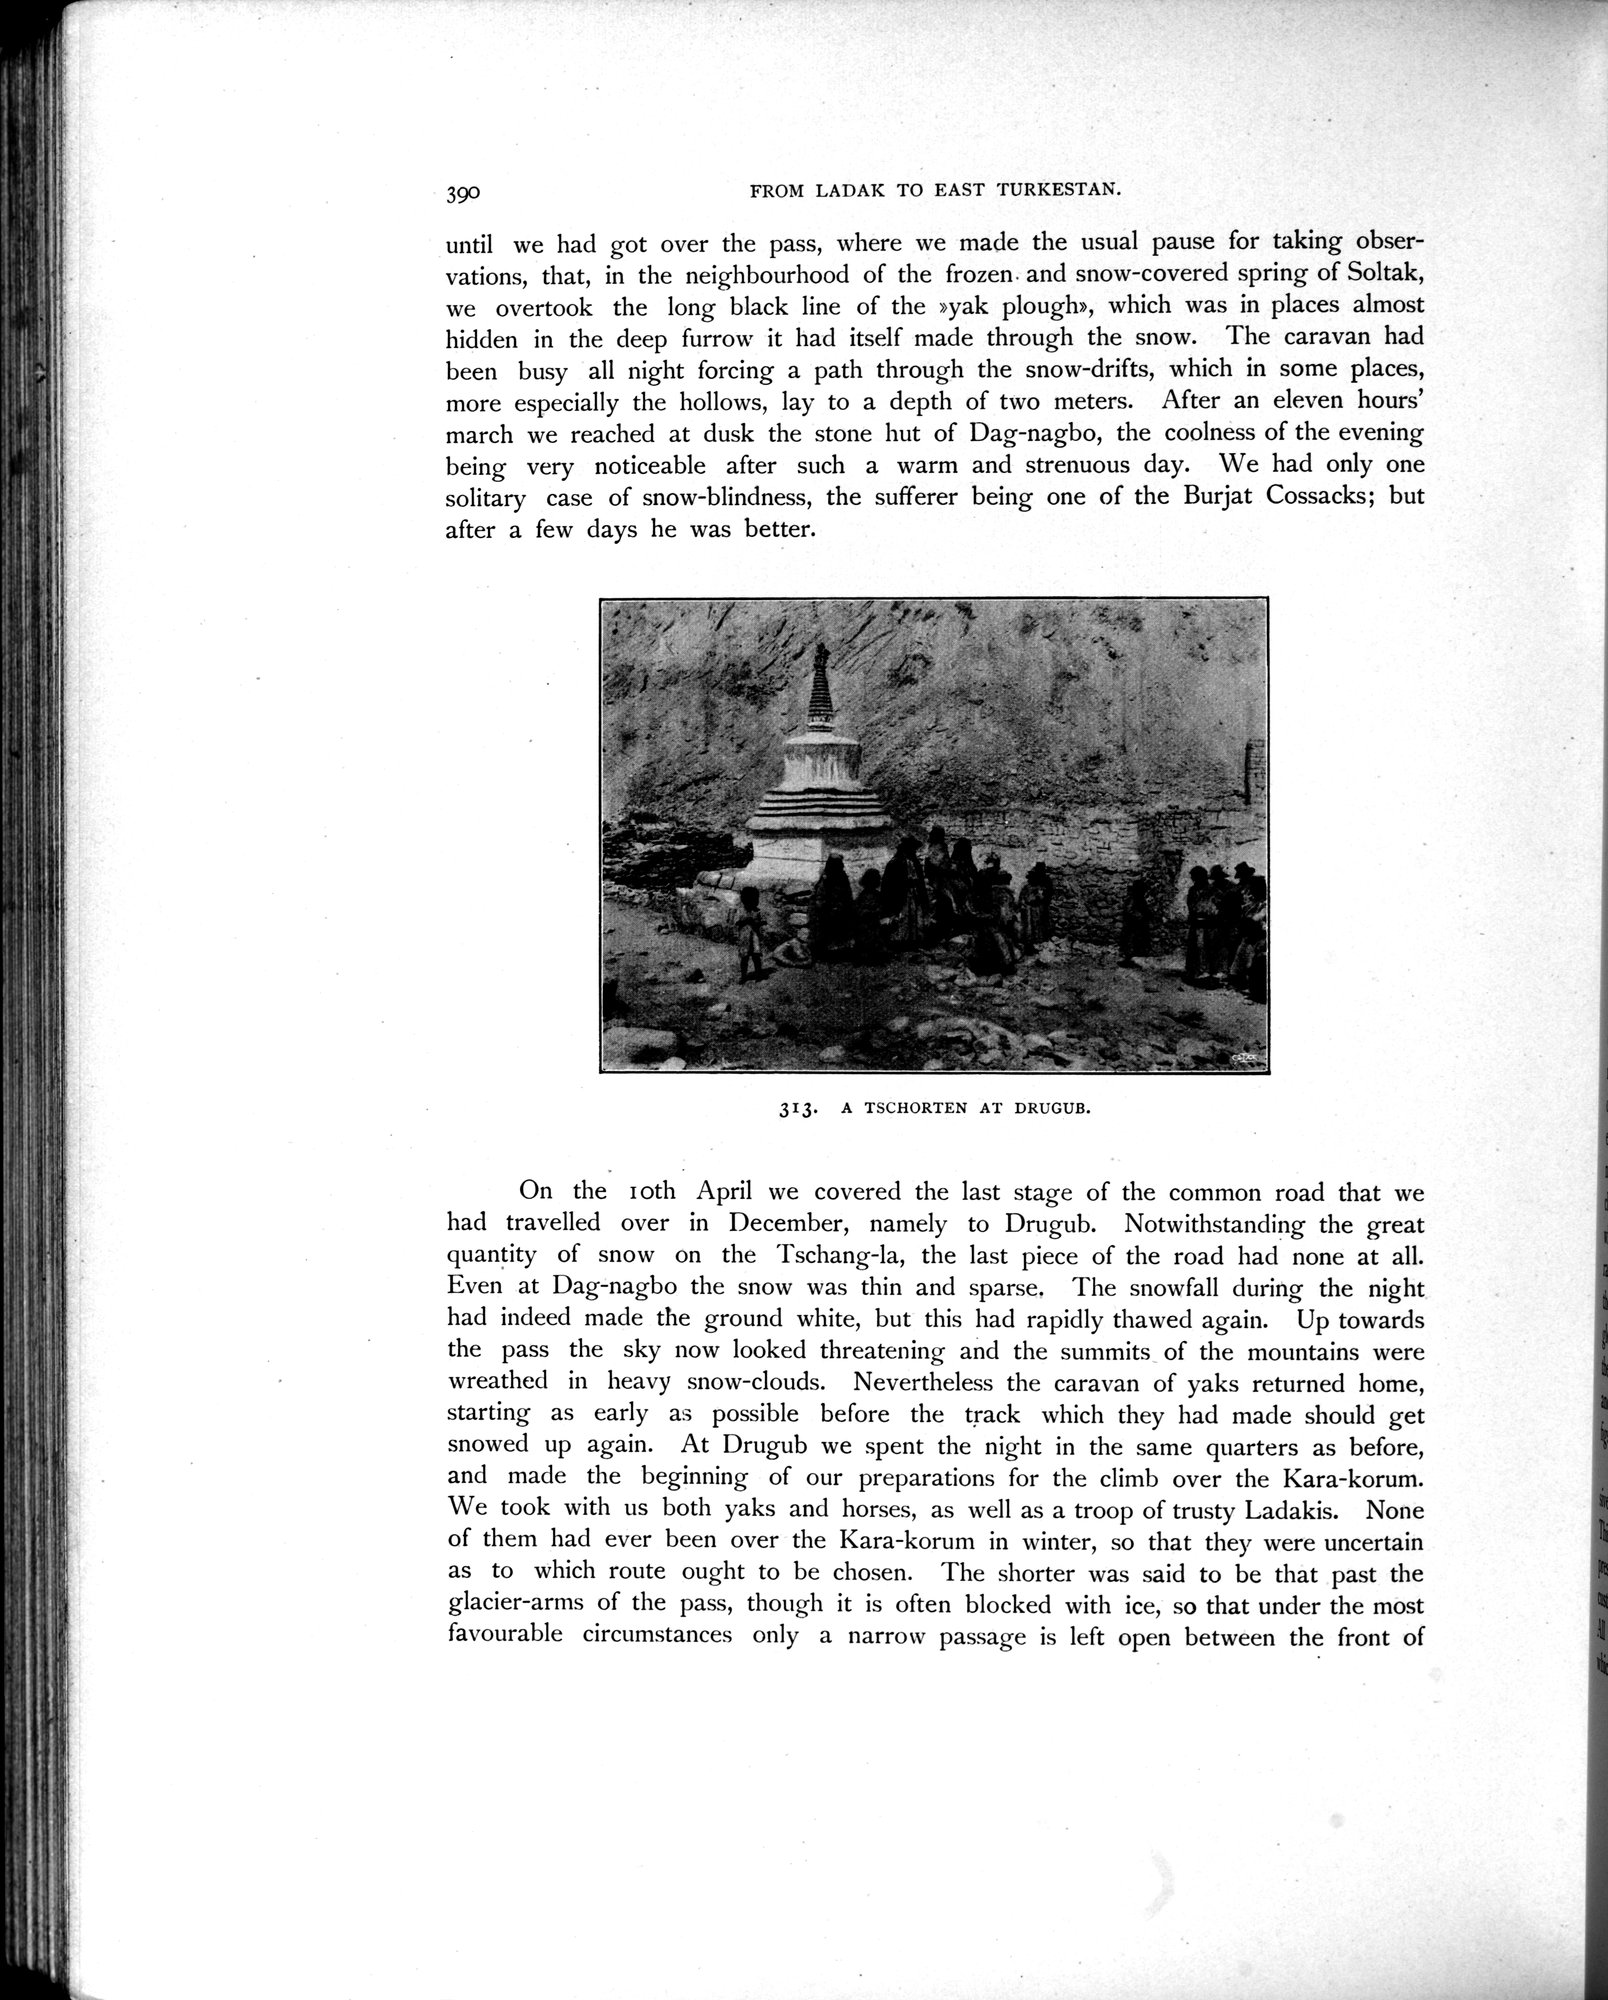 390 FROM LADAK TO EAST TURKESTAN.
until we had got over the pass, where we made the usual pause for taking obser-
vations, that, in the neighbourhood of the frozen and snow-covered spring of Soltak,
we overtook the long black line of the »yak plough», which was in places almost
hidden in the deep furrow it had itself made through the snow. The caravan had
been busy all night forcing a path through the snow-drifts, which in some places,
more especially the hollows, lay to a depth of two meters. After an eleven hours'
march we reached at dusk the stone hut of Dag-nagbo, the coolness of the evening
being very noticeable after such a warm and strenuous day. We had only one
solitary case of snow-blindness, the sufferer being one of the Burjat Cossacks; but
after a few days he was better.
313. A TSCHORTEN AT DRUGUB.
On the 10th April we covered the last stage of the common road that we
had travelled over in December, namely to Drugub. Notwithstanding the great
quantity of snow on the Tschang-la, the last piece of the road had none at all.
Even at Dag-nagbo the snow was thin and sparse. The snowfall during the night
had indeed made the ground white, but this had rapidly thawed again. Up towards
the pass the sky now looked threatening and the summits of the mountains were
wreathed in heavy snow-clouds. Nevertheless the caravan of yaks returned home,
starting as early as possible before the track which they had made should get
snowed up again. At Drugub we spent the night in the same quarters as before,
and made the beginning of our preparations for the climb over the Kara-korum.
We took with us both yaks and horses, as well as a troop of trusty Ladakis. None
of them had ever been over the Kara-korum in winter, so that they were uncertain
as to which route ought to be chosen. The shorter was said to be that past the
glacier-arms of the pass, though it is often blocked with ice, so that under the most
favourable circumstances only a narrow passage is left open between the front of